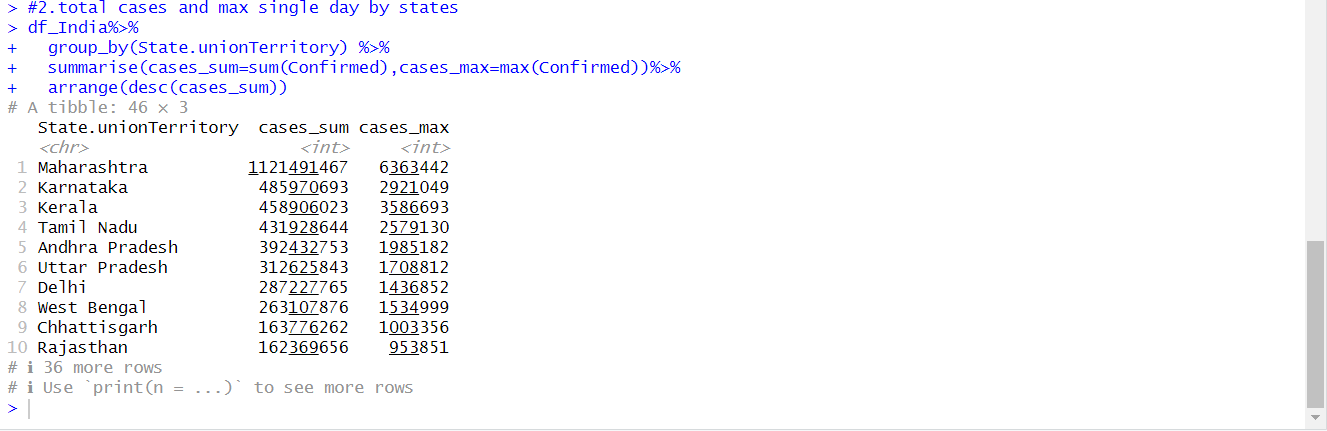 > #2.total cases and max single day by states
> df_India%>%
+   group_by(State.unionTerritory) %>%
+   summarise(cases_sum=sum(Confirmed),cases_max=max(Confirmed))%>%
+   arrange(desc(cases_sum))
# A tibble: 46 × 3
   State.unionTerritory  cases_sum cases_max
   <chr>                     <int>     <int>
 1 Maharashtra          1121491467   6363442
 2 Karnataka             485970693   2921049
 3 Kerala                458906023   3586693
 4 Tamil Nadu            431928644   2579130
 5 Andhra Pradesh        392432753   1985182
 6 Uttar Pradesh         312625843   1708812
 7 Delhi                 287227765   1436852
 8 West Bengal           263107876   1534999
 9 Chhattisgarh          163776262   1003356
10 Rajasthan             162369656    953851
# ℹ 36 more rows
# ℹ Use `print(n = ...)` to see more rows
>